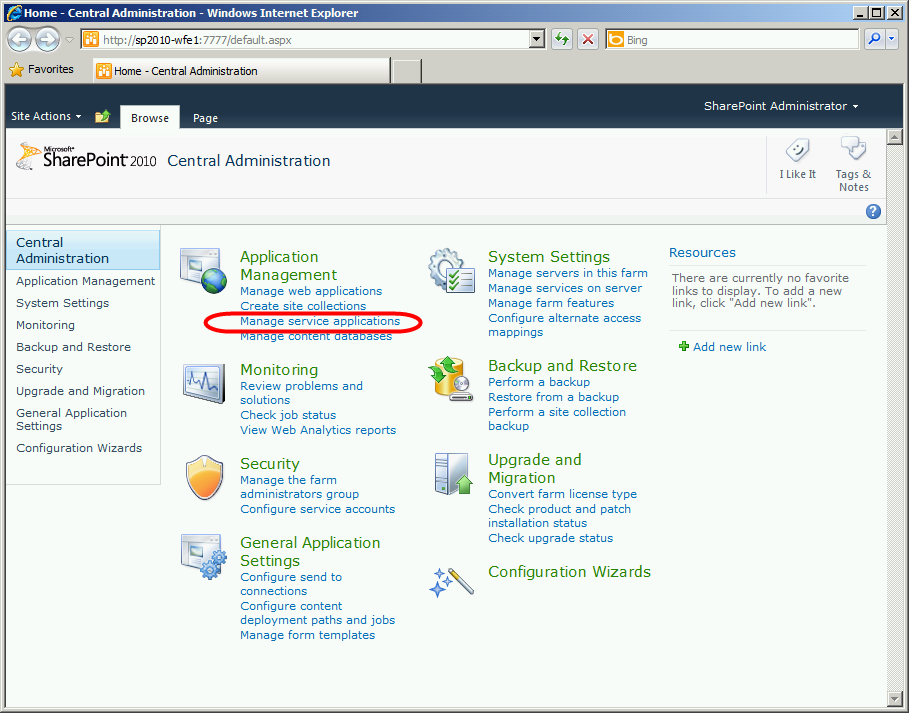 Home - Central Administration - Windows Internet Explorer
http://sp2010-wfe1:7777/default.aspx
Bing
Favorites
Home - Central Administration
Site Actions
Browse
Page
SharePoint Administrator
Microsoft®
SharePoint 2010
Central Administration
I Like It
Tags &
Notes
Central
Administration
Application Management
System Settings
Monitoring
Backup and Restore
Security
Upgrade and Migration
General Application
Settings
Configuration Wizards
Application
Management
Manage web applications
Create site collections
Manage service applications
Manage content databases
Monitoring
Review problems and
solutions
Check job status
View Web Analytics reports
Security
Manage the farm
administrators group
Configure service accounts
General Application
Settings
Configure send to
connections
Configure content
deployment paths and jobs
Manage form templates
System Settings
Manage servers in this farm
Manage services on server
Manage farm features
Configure alternate access
mappings
Backup and Restore
Perform a backup
Restore from a backup
Perform a site collection
backup
Upgrade and
Migration
Convert farm license type
Check product and patch
installation status
Check upgrade status
Configuration Wizards
Resources
There are currently no favorite
links to display. To add a new
link, click "Add new link".
Add new link